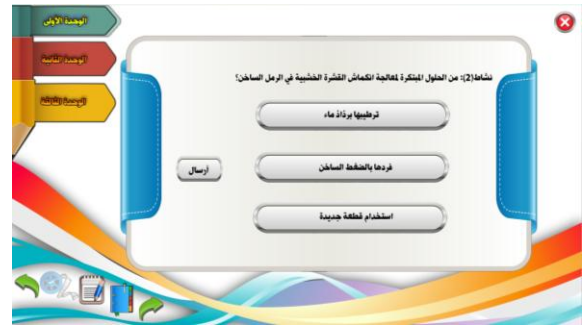 الوحدة الأولى
الوحدة الثانية
الوحدة الثالثة
نشاط(2): من الحلول المبتكرة لمعالجة انكماش القشرة الخشبية في الرمل الساخن؟
ترطيبها برذاذ ماء
فردها بالضغط الساخن
أرسال
استخدام قطعة جديدة